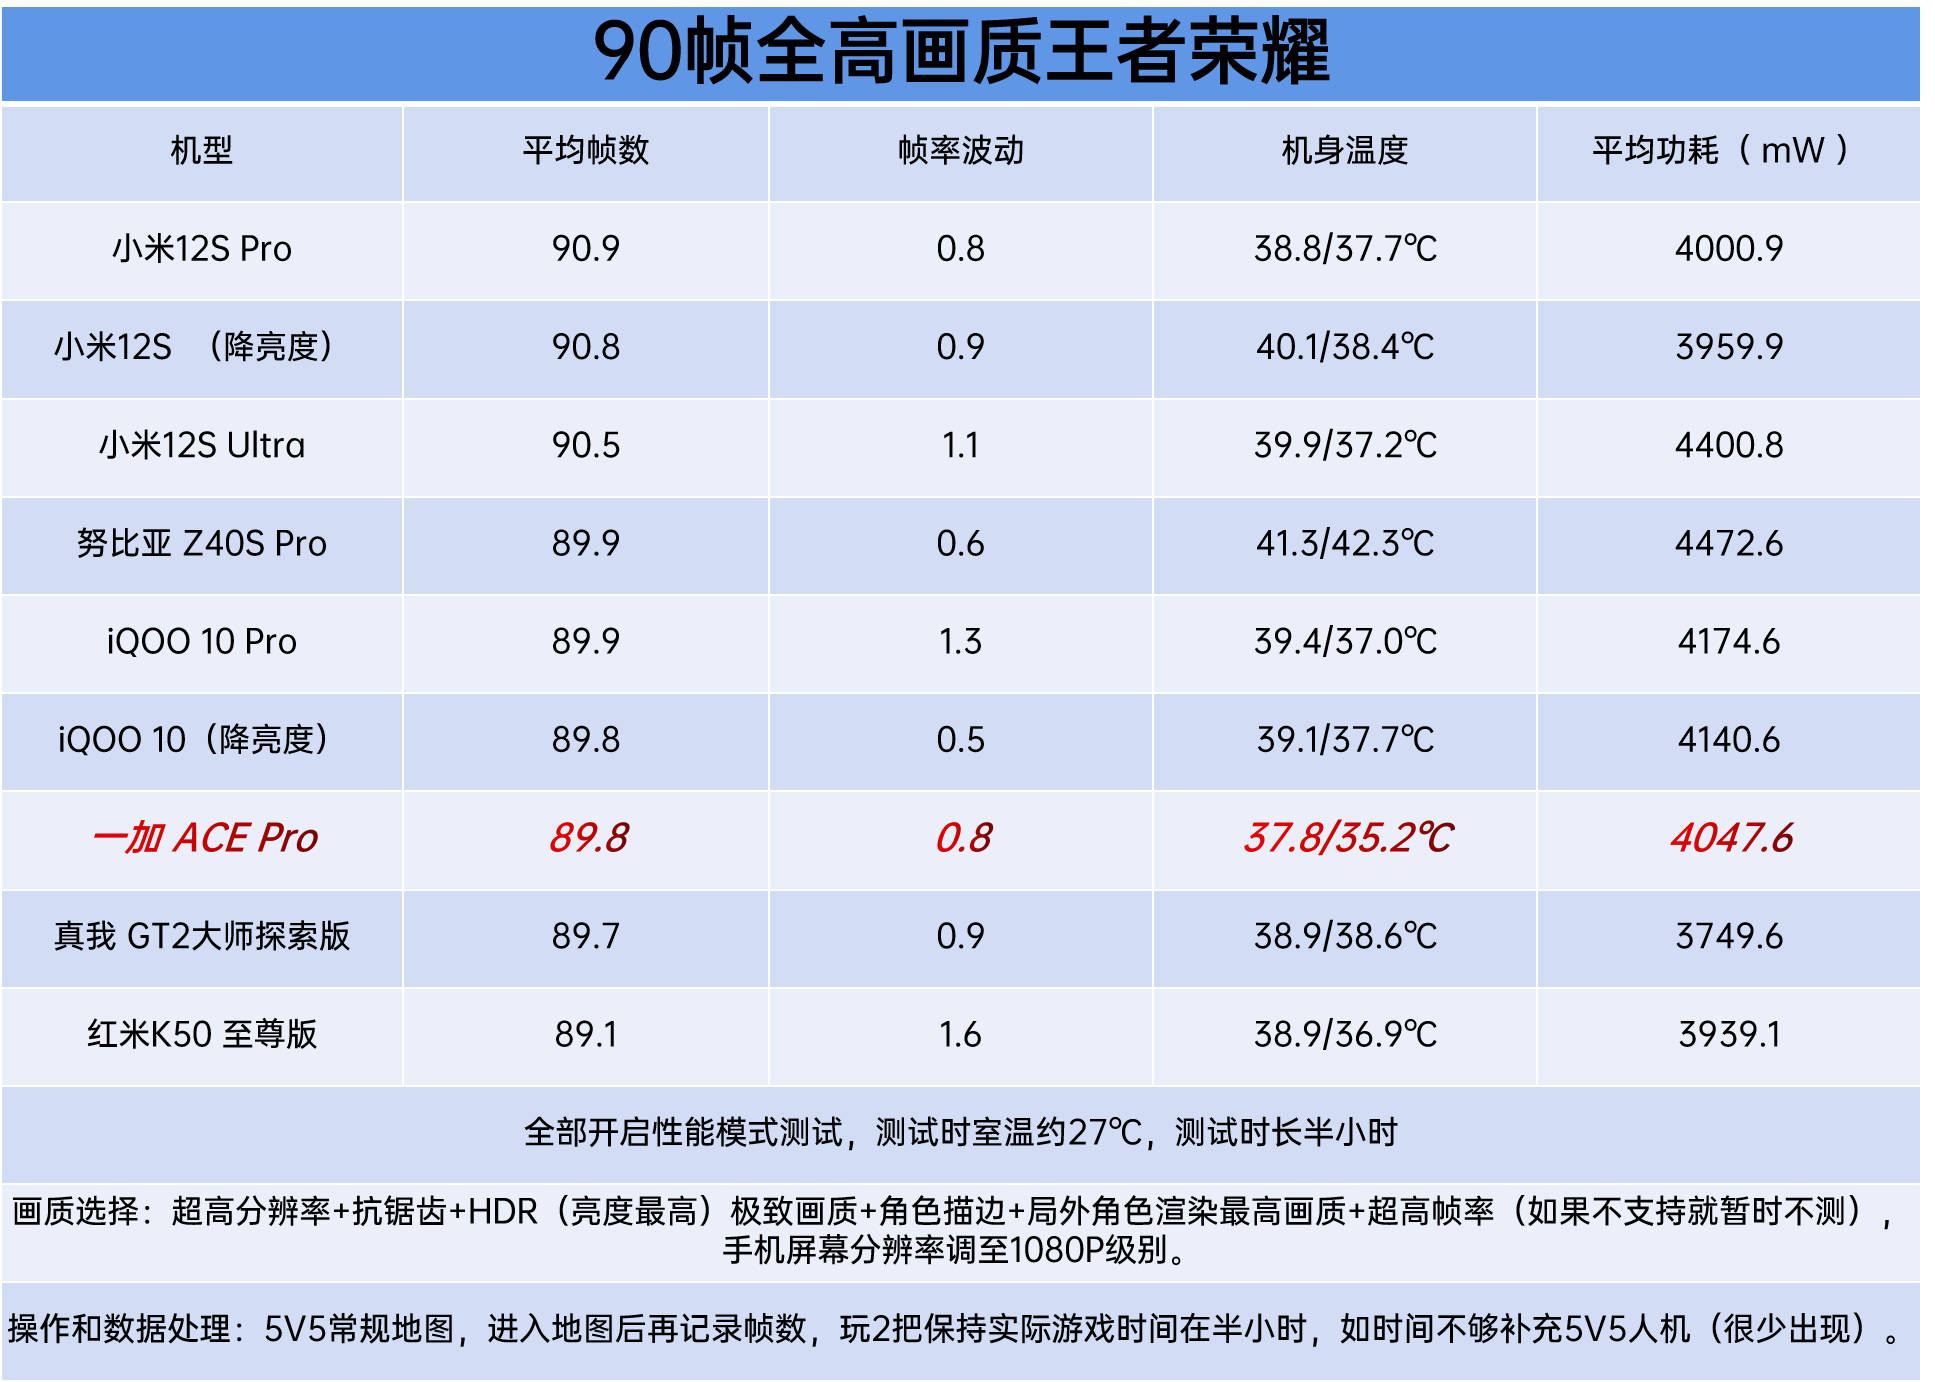 90帧全高画质王者荣耀
机型 平均帧数 帧率波动 机身温度 平均功耗（mW）
小米12S Pro 90.9 0.8 38.8/37.7℃ 4000.9
小米12S （降亮度） 90.8 0.9 40.1/38.4℃ 3959.9
小米12S Ultra 90.5 1.1 39.9/37.2℃ 4400.8
努比亚 Z40S Pro 89.9 0.6 41.3/42.3℃ 4472.6
iQOO 10 Pro 89.9 1.3 39.4/37.0℃ 4174.6
iQOO 10（降亮度） 89.8 0.5 39.1/37.7℃ 4140.6
一加 ACE Pro 89.8 0.8 37.8/35.2℃ 4047.6
真我 GT2大师探索版 89.7 0.9 38.9/38.6℃ 3749.6
红米K50 至尊版 89.1 1.6 38.9/36.9℃ 3939.1
全部开启性能模式测试，测试时室温约27℃，测试时长半小时
画质选择：超高分辨率+抗锯齿+HDR（亮度最高）极致画质+角色描边+局外角色渲染最高画质+超高帧率（如果不支持就暂时不测），
手机屏幕分辨率调至1080P级别。
操作和数据处理：5V5常规地图，进入地图后再记录帧数，玩2把保持实际游戏时间在半小时，如时间不够补充5V5人机（很少出现）。